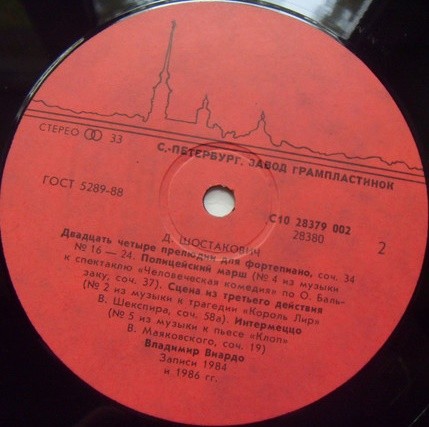 СТЕРЕО 33
С.-ПЕТЕРБУРГ. ЗАВОД ГРАМПЛАСТИНОК
ГОСТ 5289-88
С10 28379 002
28380
2
Д. ШОСТАКОВИЧ
Двадцать четыре прелюдии для фортепиано, соч. 34
№ 16 — 24. Полицейский марш (№ 4 из музыки
к спектаклю «Человеческая комедия» по О. Баль-
заку, соч. 37). Сцена из третьего действия
(№ 2 из музыки к трагедии «Король Лир»
В. Шекспира, соч. 58а). Интермеццо
(№ 5 из музыки к пьесе «Клоп»
В. Маяковского, соч. 19)
Владимир Виардо
Записи 1984
и 1986 гг.